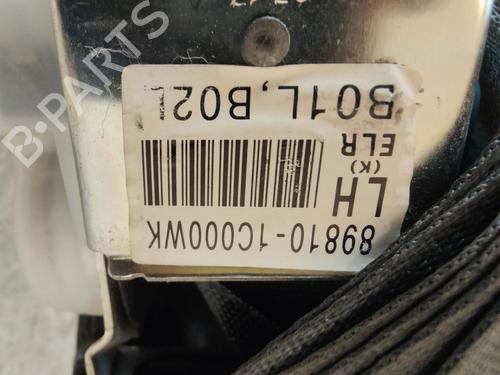 89810-1C000WK
LH
(K)
ELR
B01L, B02L
B-PARTS